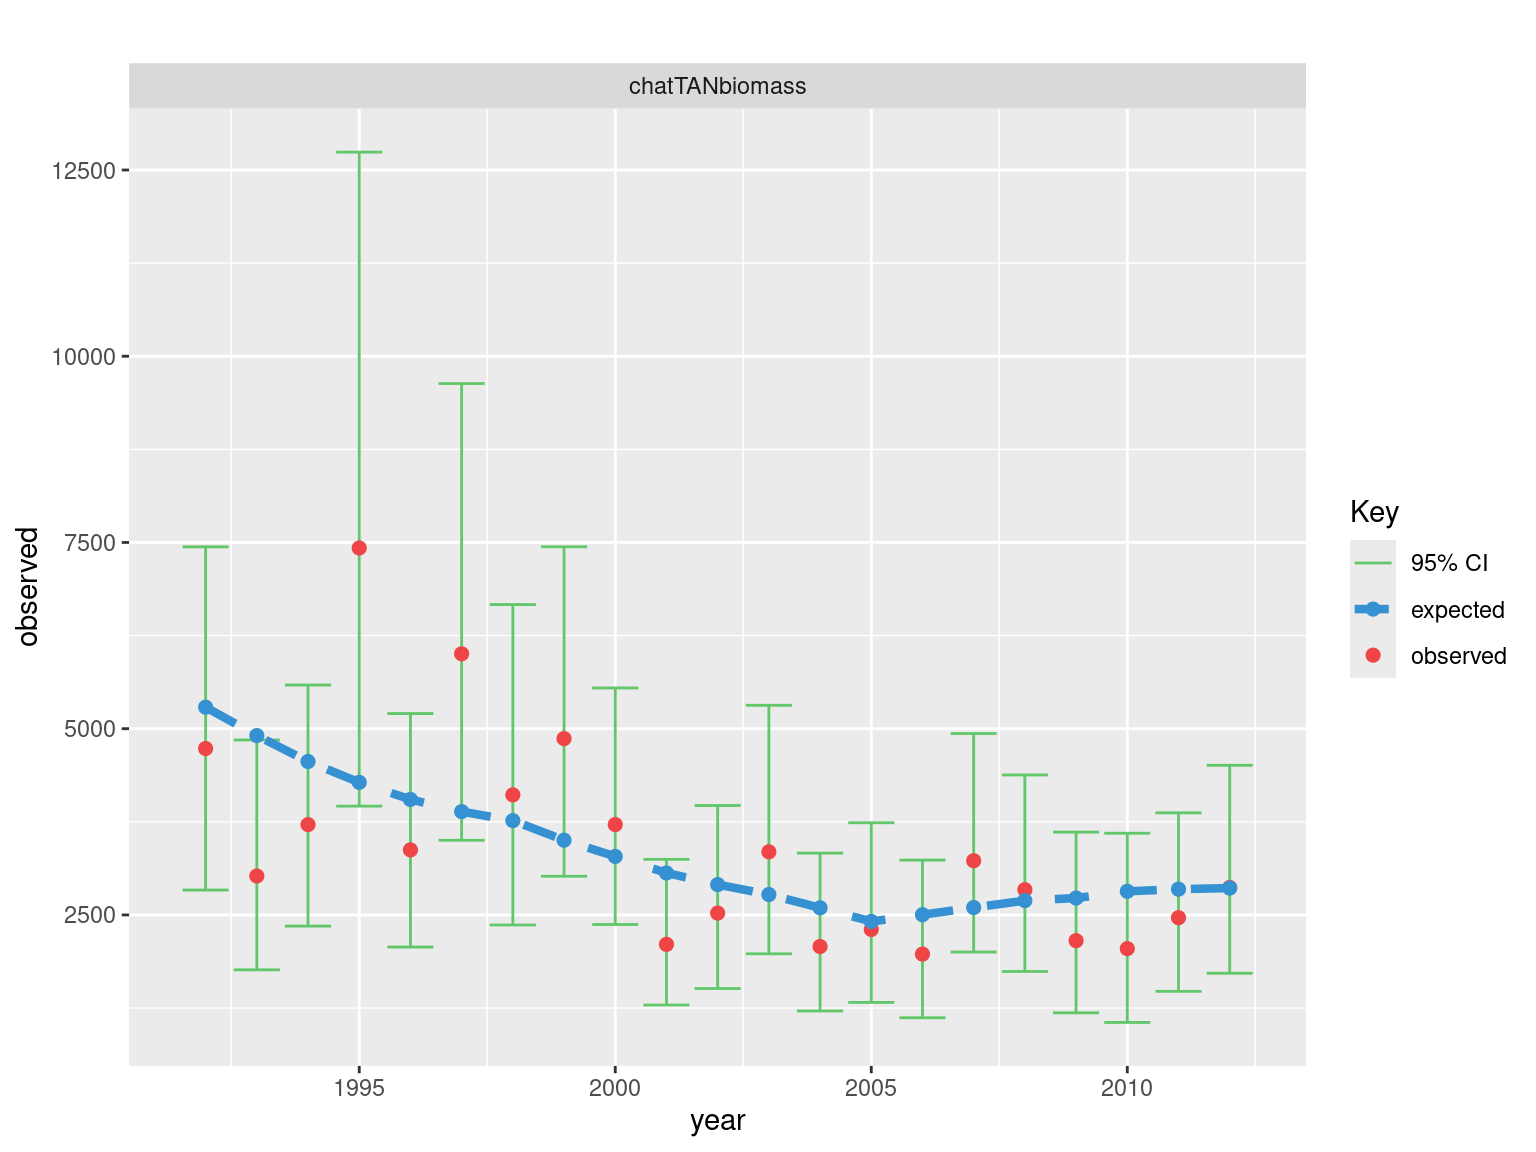 chatTANbiomass
12500
10000
7500
5000
2500
observed
1995 2000 2005 2010
year
Key
95% CI
expected
observed